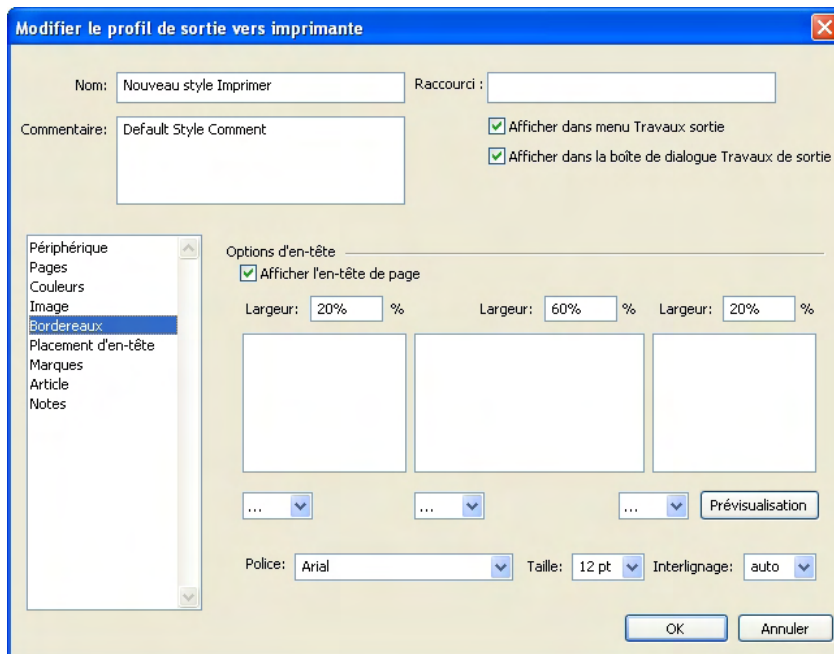 Modifier le profil de sortie vers imprimante
Nom: Nouveau style Imprimer Raccourci :
Commentaire: Default Style Comment
Afficher dans menu Travaux sortie
Afficher dans la boîte de dialogue Travaux de sortie
Périphérique
Pages
Couleurs
Image
Bordereaux
Placement d'en-tête
Marques
Article
Notes
Options d'en-tête
Afficher l'en-tête de page
Largeur: 20% % Largeur: 60% % Largeur: 20% %
... ... ... Prévisualisation
Police: Arial Taille: 12 pt Interlignage: auto
OK Annuler